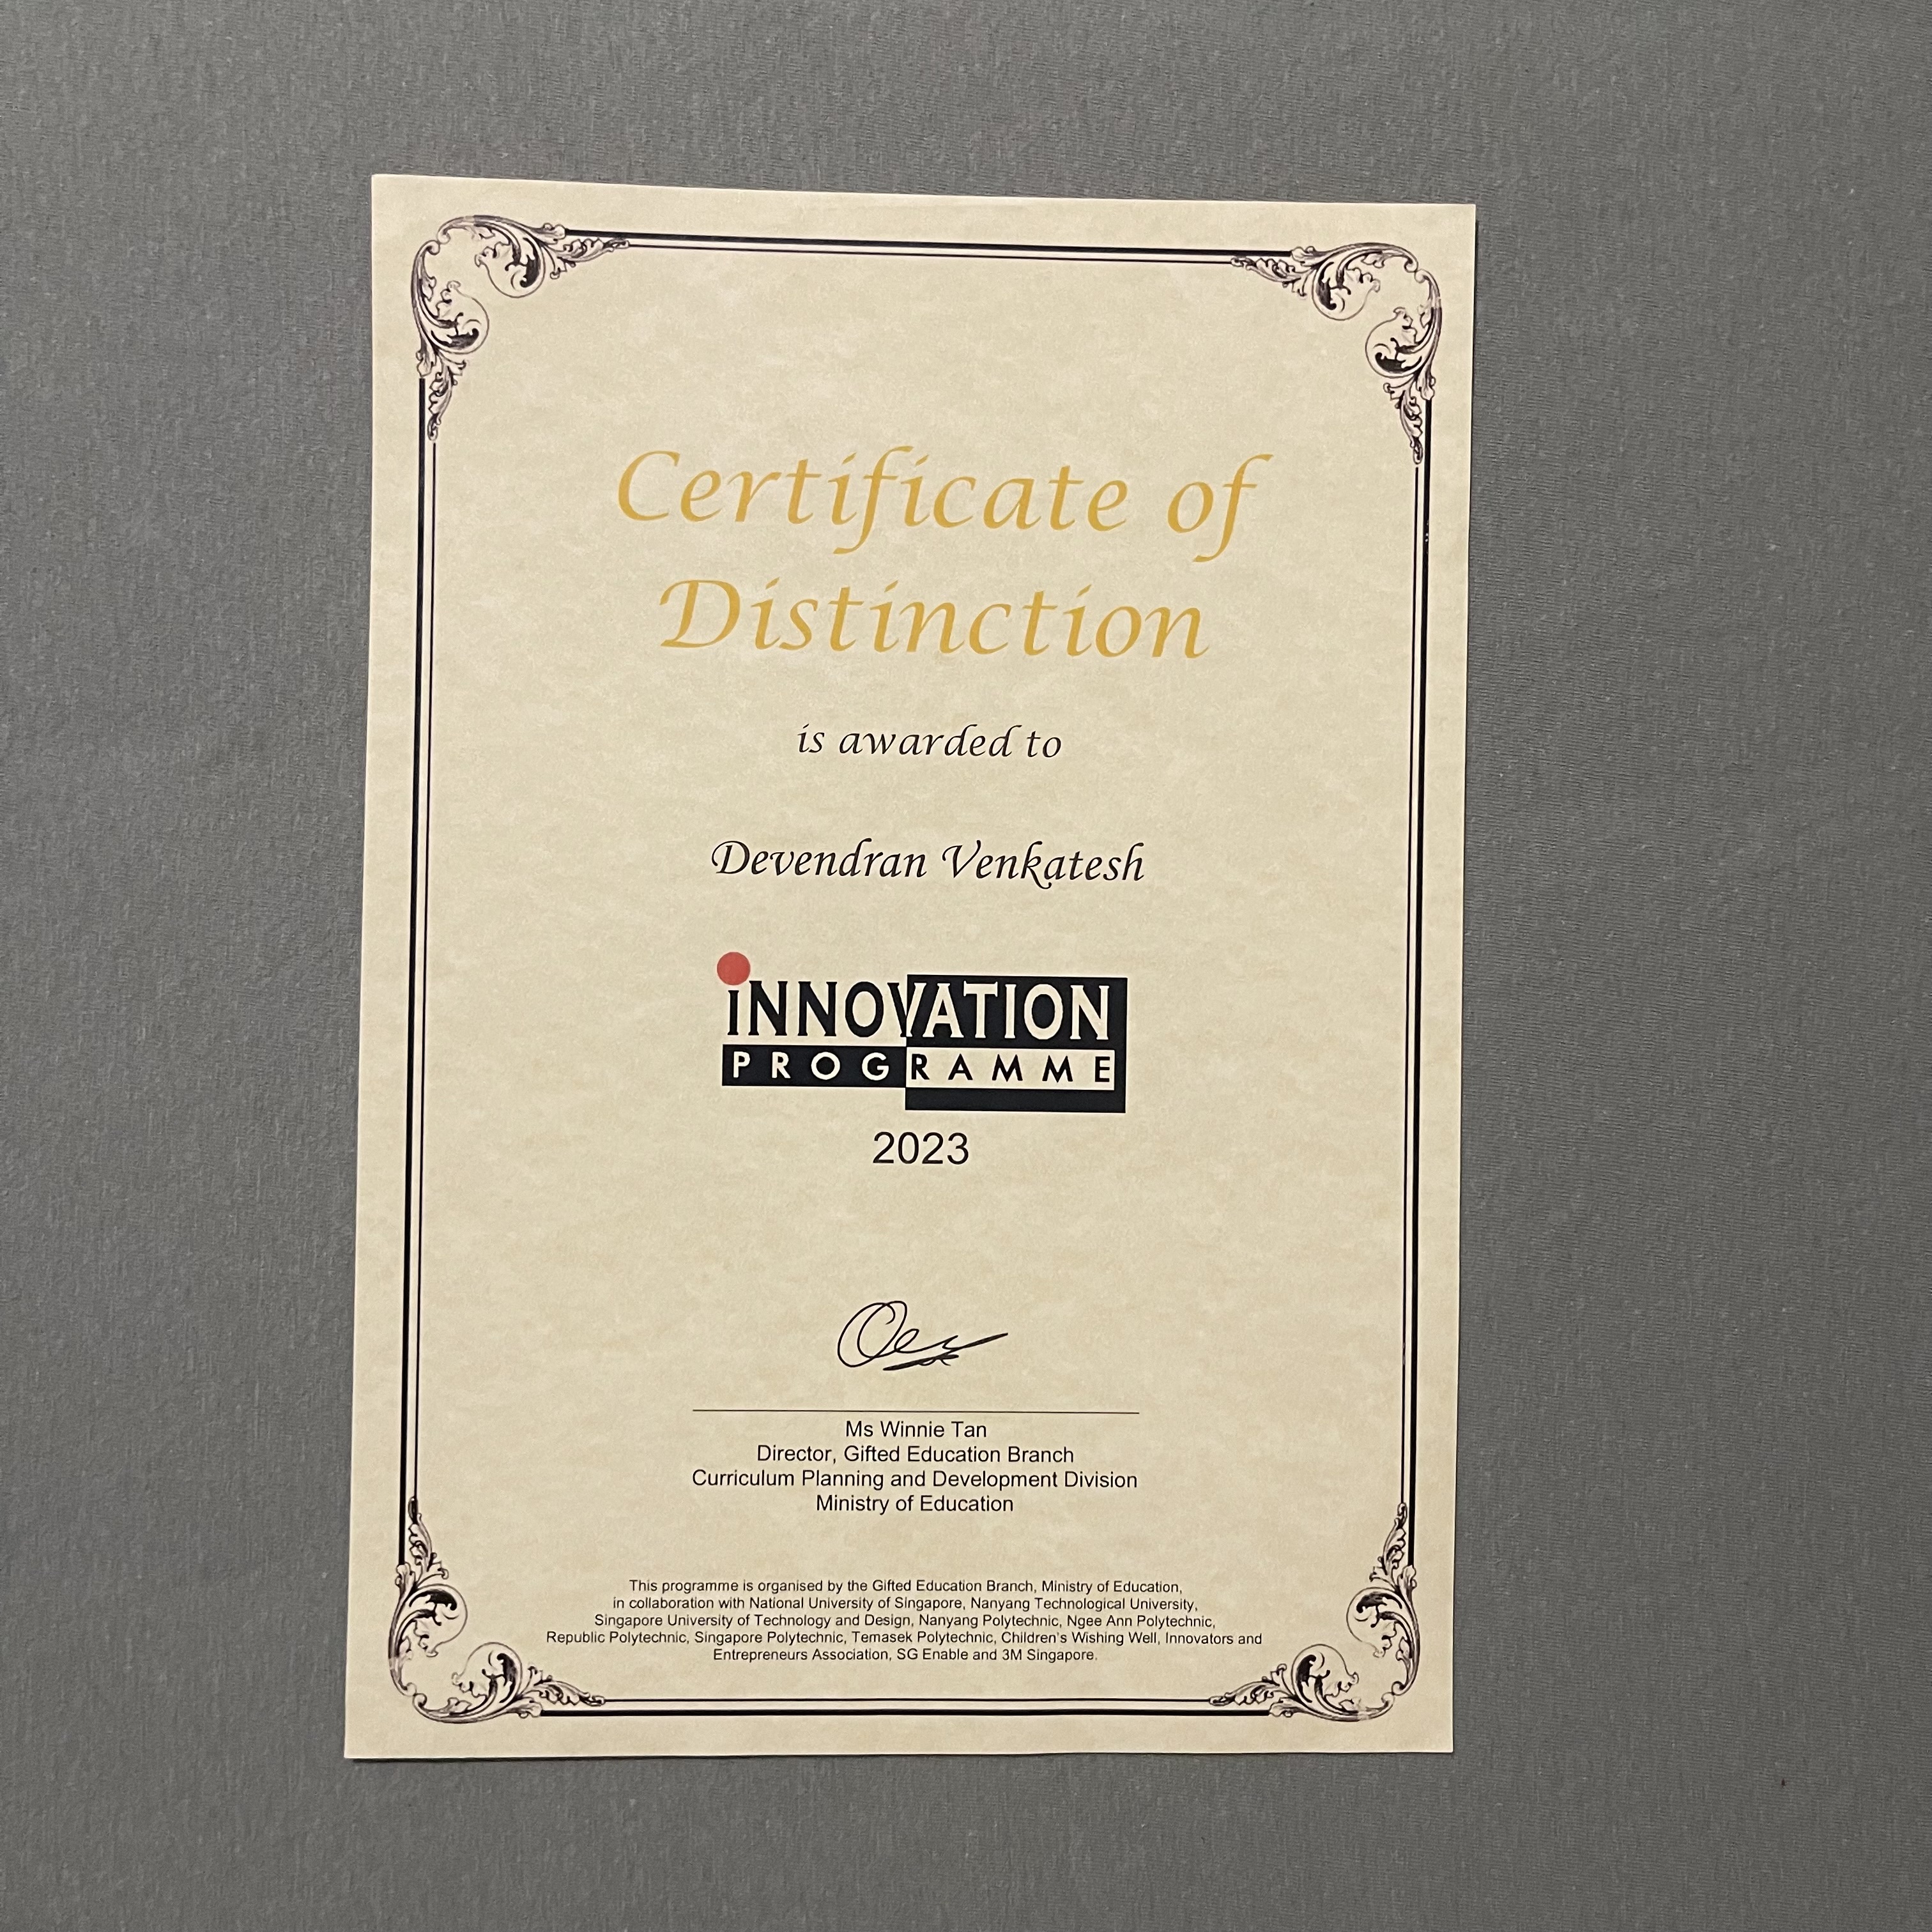 Certificate of
Distinction
is awarded to
Devendran Venkatesh
iNNOVATION
PROGRAMME
2023
Ms Winnie Tan
Director, Gifted Education Branch
Curriculum Planning and Development Division
Ministry of Education
This programme is organised by the Gifted Education Branch, Ministry of Education,
in collaboration with National University of Singapore, Nanyang Technological University,
Singapore University of Technology and Design, Nanyang Polytechnic, Ngee Ann Polytechnic,
Republic Polytechnic, Singapore Polytechnic, Temasek Polytechnic, Children's Wishing Well, Innovators and
Entrepreneurs Association, SG Enable and 3M Singapore.